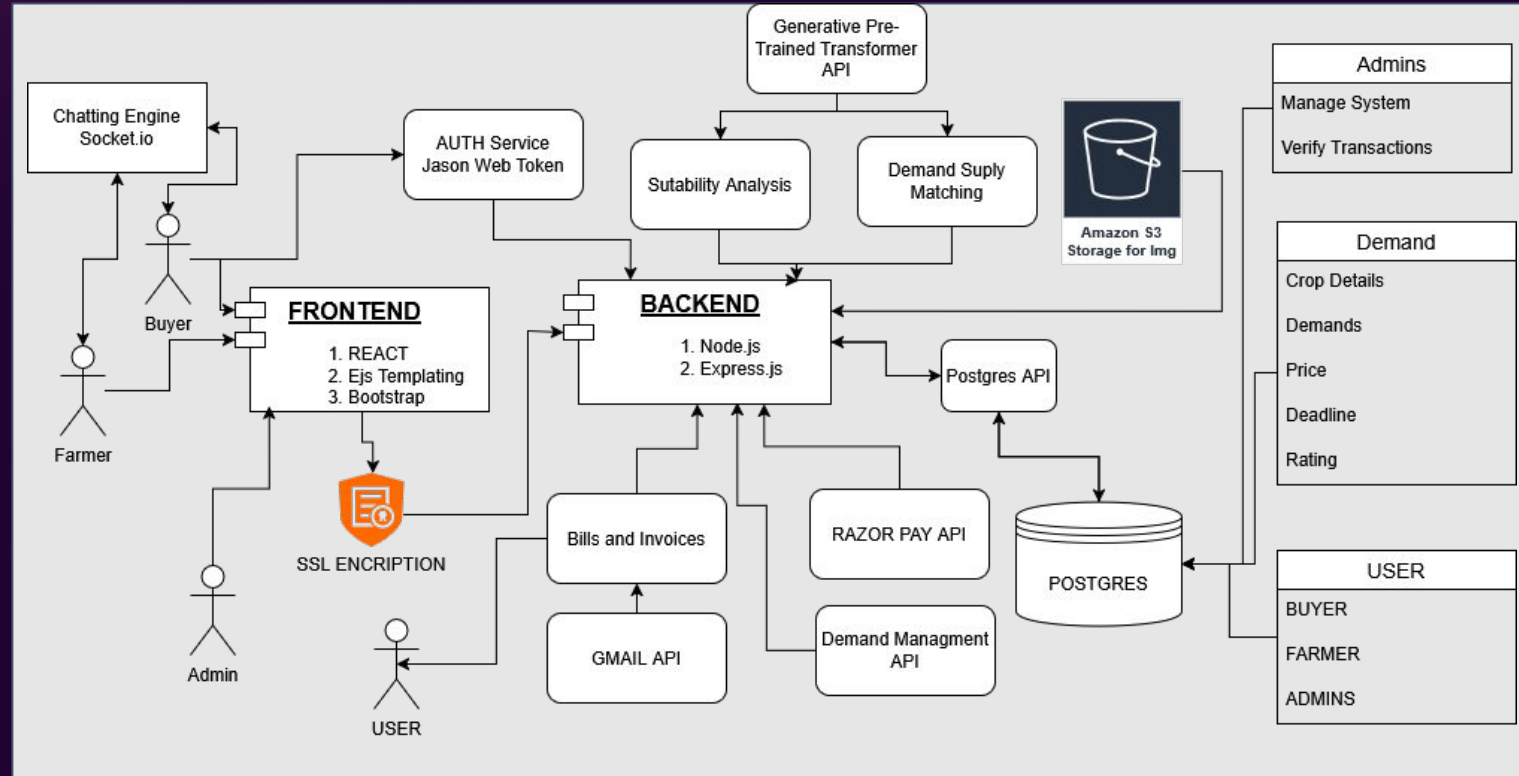 Generative Pre-
Trained Transformer
API
Chatting Engine
Socket.io
AUTH Service
Jason Web Token
Sutability Analysis
Demand Suply
Matching
Amazon S3
Storage for Img
Admins
Manage System
Verify Transactions
Buyer
Farmer
FRONTEND
1. REACT
2. Ejs Templating
3. Bootstrap
BACKEND
1. Node.js
2. Express.js
Postgres API
Demand
Crop Details
Demands
Price
Deadline
Rating
SSL ENCRIPTION
Admin
USER
Bills and Invoices
GMAIL API
RAZOR PAY API
Demand Managment
API
POSTGRES
USER
BUYER
FARMER
ADMINS